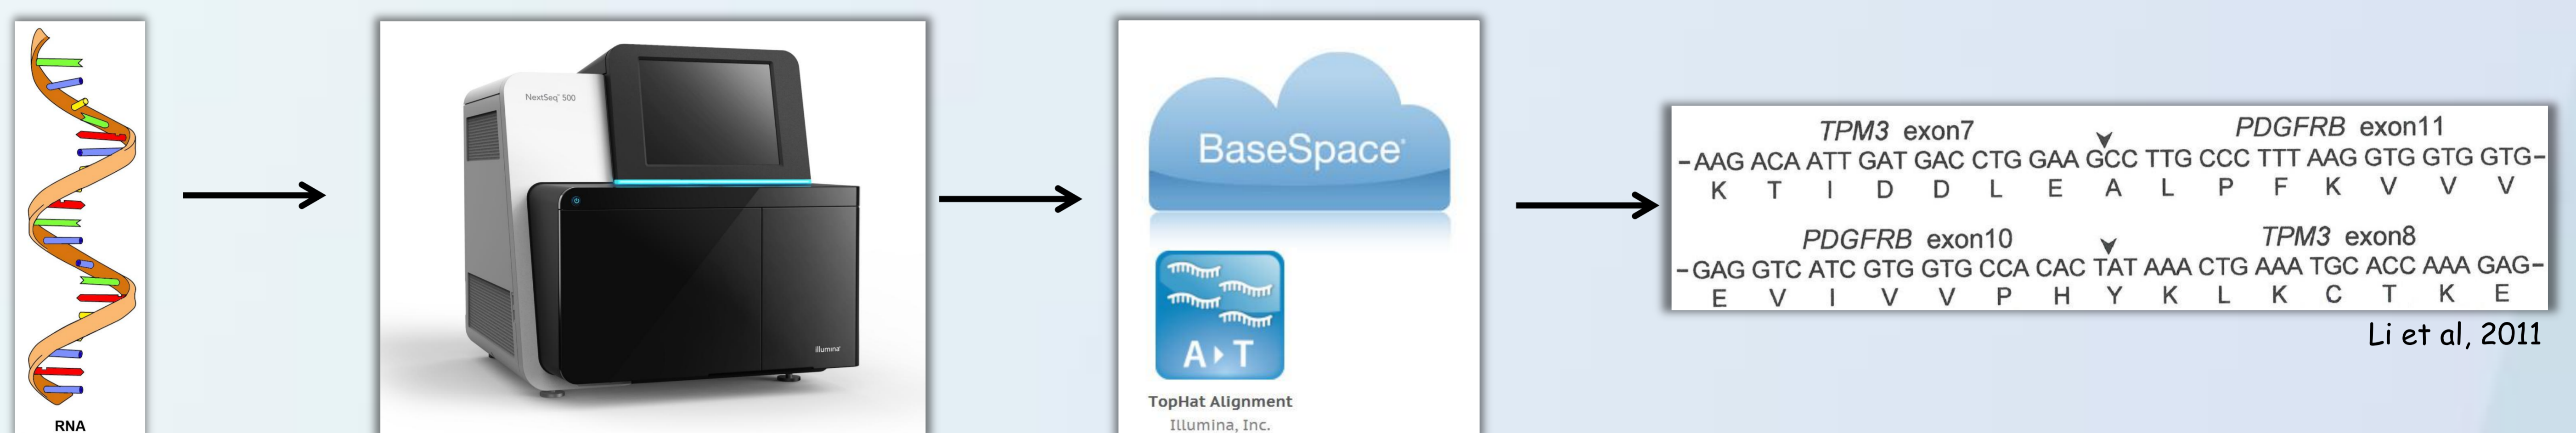 RNA
NextSeq® 500
illumina®
BaseSpace®
A▸T
TopHat Alignment
Illumina, Inc.
TPM3 exon7 PDGFRB exon11
-AAG ACA ATT GAT GAC CTG GAA GCC TTG CCC TTT AAG GTG GTG GTG-
K T I D D L E A L P F K V V V
PDGFRB exon10 TPM3 exon8
-GAG GTC ATC GTG GTG CCA CAC TAT AAA CTG AAA TGC ACC AAA GAG-
E V I V V P H Y K L K C T K E
Li et al, 2011